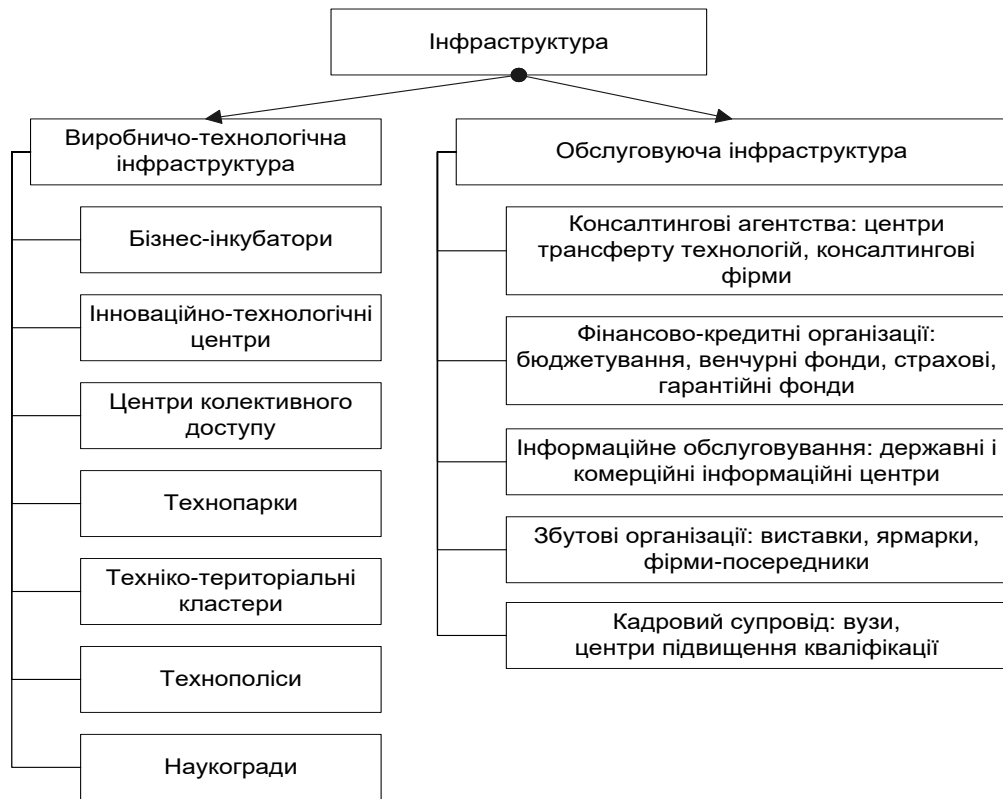 Інфраструктура
Виробничо-технологічна
інфраструктура
Бізнес-інкубатори
Інноваційно-технологічні
центри
Центри колективного
доступу
Технопарки
Техніко-територіальні
кластери
Технополіси
Наукогради
Обслуговуюча інфраструктура
Консалтингові агентства: центри
трансферту технологій, консалтингові
фірми
Фінансово-кредитні організації:
бюджетування, венчурні фонди, страхові,
гарантійні фонди
Інформаційне обслуговування: державні і
комерційні інформаційні центри
Збутові організації: виставки, ярмарки,
фірми-посередники
Кадровий супровід: вузи,
центри підвищення кваліфікації